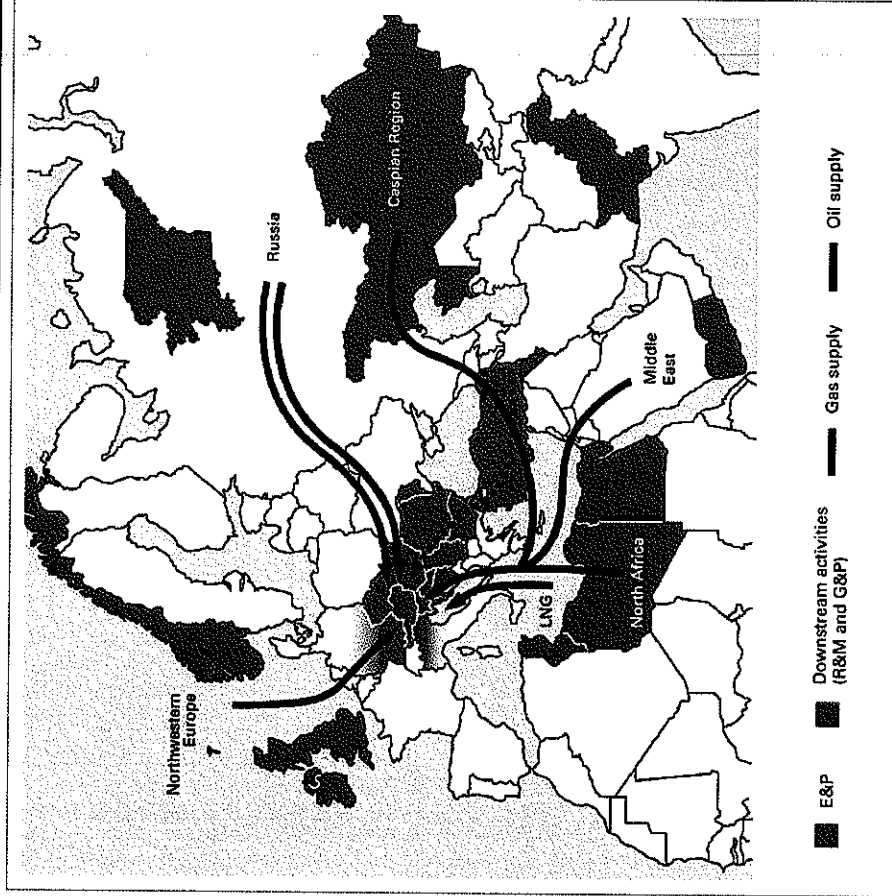 Russia
Caspian Region
Northwestern
Europe
Middle
East
LNG
North Africa
E&P
Downstream activities
(R&M and G&P)
Gas supply
Oil supply